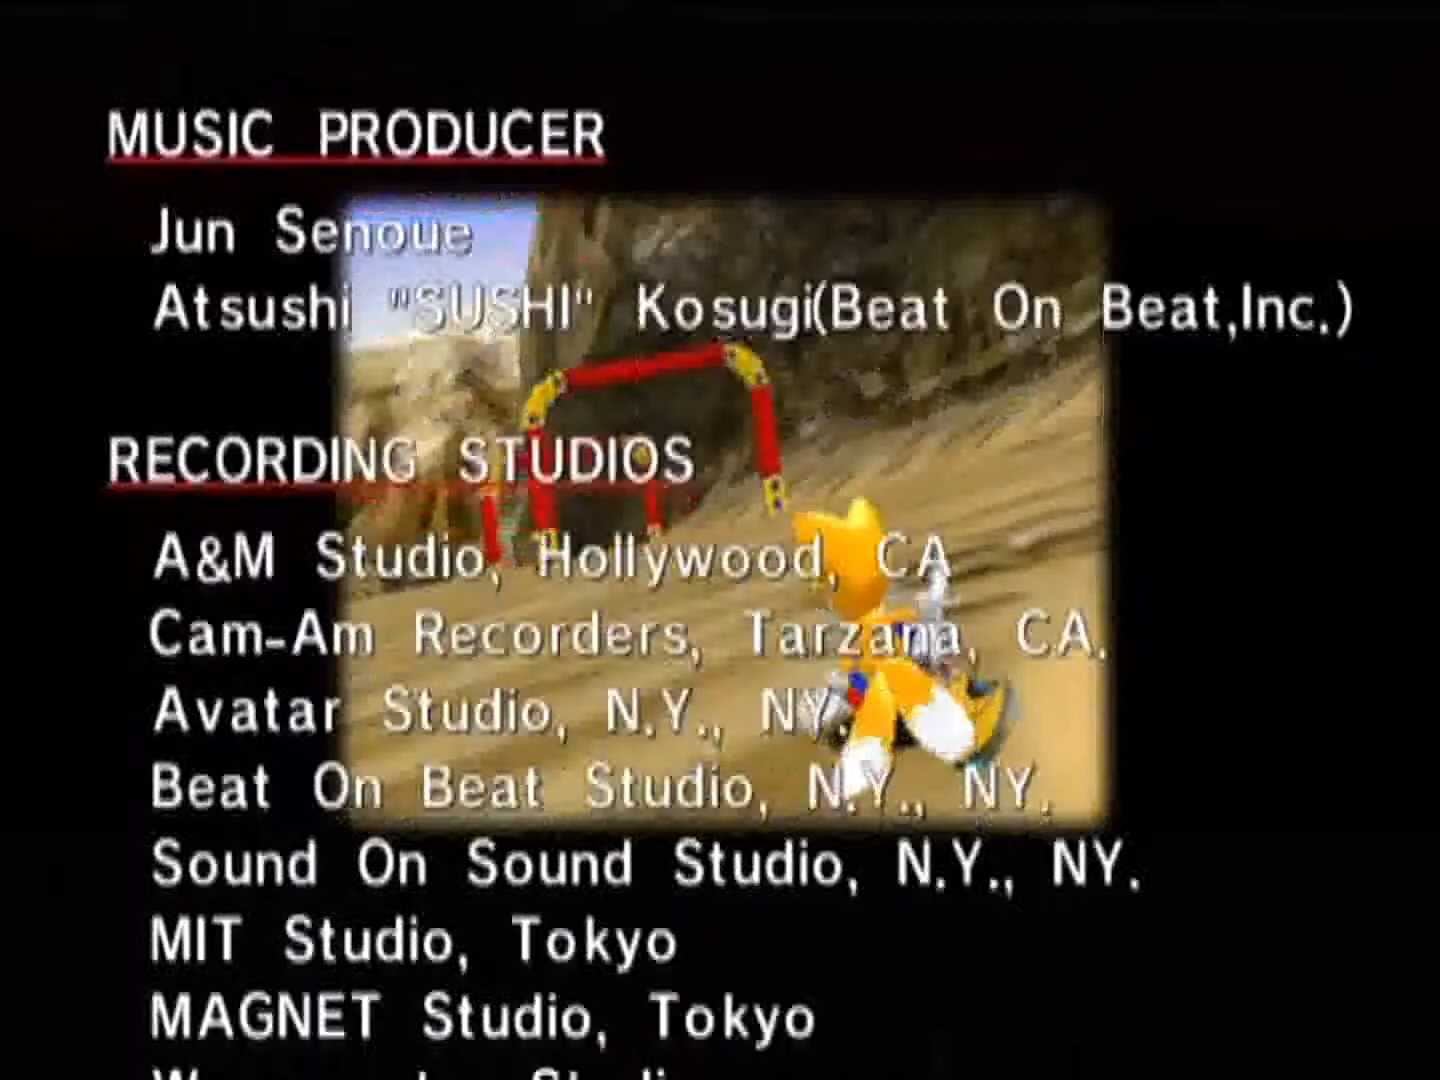 MUSIC PRODUCER
Jun Senoue
Atsushi "SUSHI" Kosugi(Beat On Beat,Inc.)
RECORDING STUDIOS
A&M Studio, Hollywood, CA
Cam-Am Recorders, Tarzana, CA.
Avatar Studio, N.Y., NY.
Beat On Beat Studio, N.Y., NY.
Sound On Sound Studio, N.Y., NY.
MIT Studio, Tokyo
MAGNET Studio, Tokyo